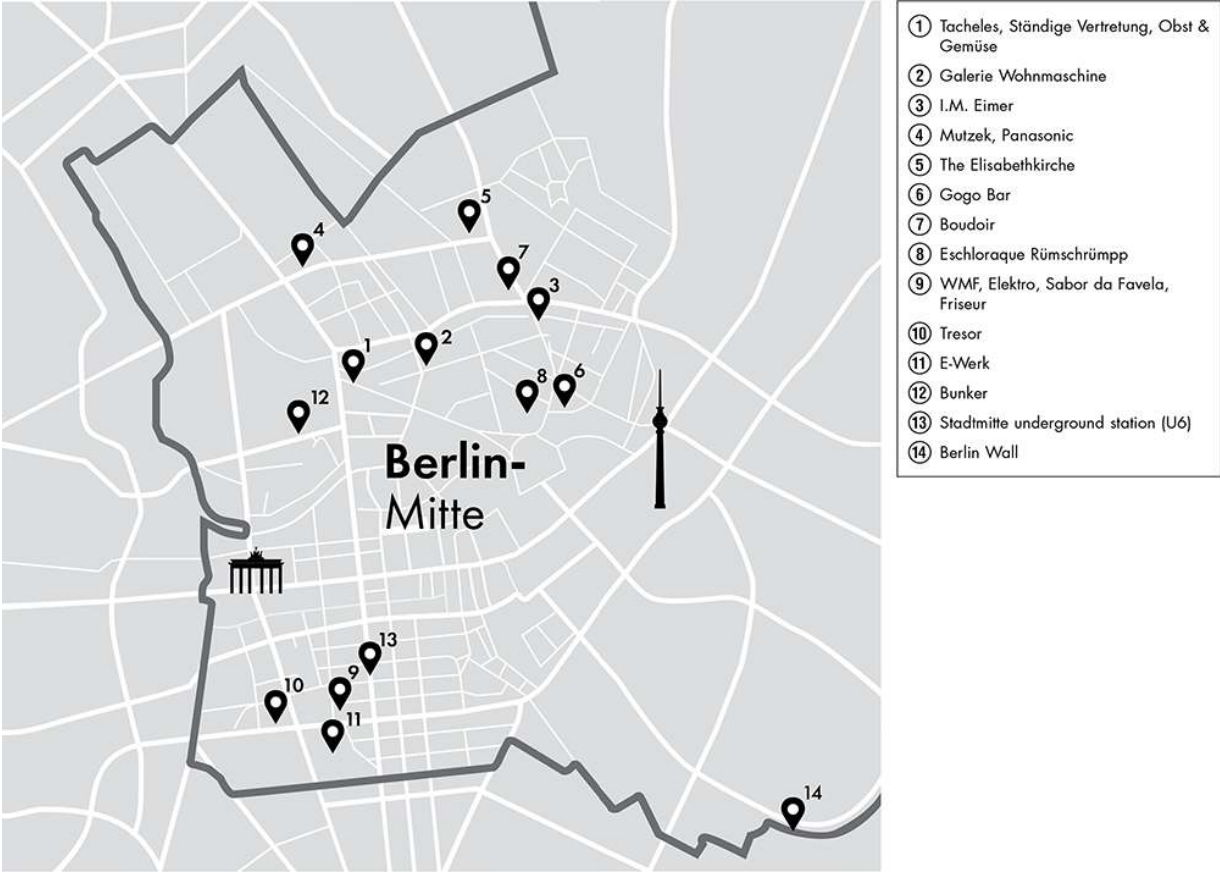 5
4
7
3
1
2
8
6
12
Berlin-
Mitte
13
9
10
11
14
1 Tacheles, Ständige Vertretung, Obst &
Gemüse
2 Galerie Wohnmaschine
3 I.M. Eimer
4 Mutzek, Panasonic
5 The Elisabethkirche
6 Gogo Bar
7 Boudoir
8 Eschloraque Rümschrümpp
9 WMF, Elektro, Sabor da Favela,
Friseur
10 Tresor
11 E-Werk
12 Bunker
13 Stadtmitte underground station (U6)
14 Berlin Wall